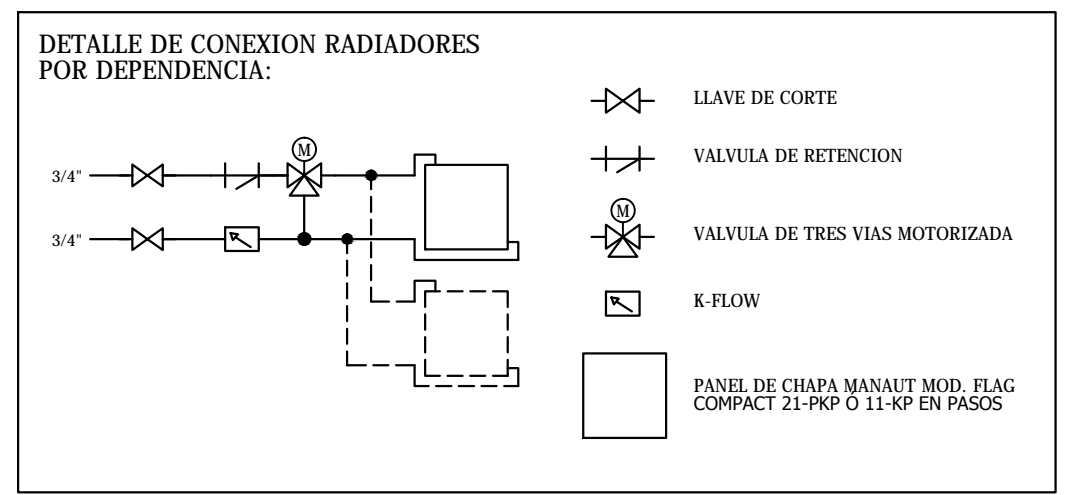 DETALLE DE CONEXION RADIADORES
POR DEPENDENCIA:
M
3/4"
3/4"
LLAVE DE CORTE
VALVULA DE RETENCION
M
VALVULA DE TRES VIAS MOTORIZADA
K-FLOW
PANEL DE CHAPA MANAUT MOD. FLAG
COMPACT 21-PKP Ó 11-KP EN PASOS